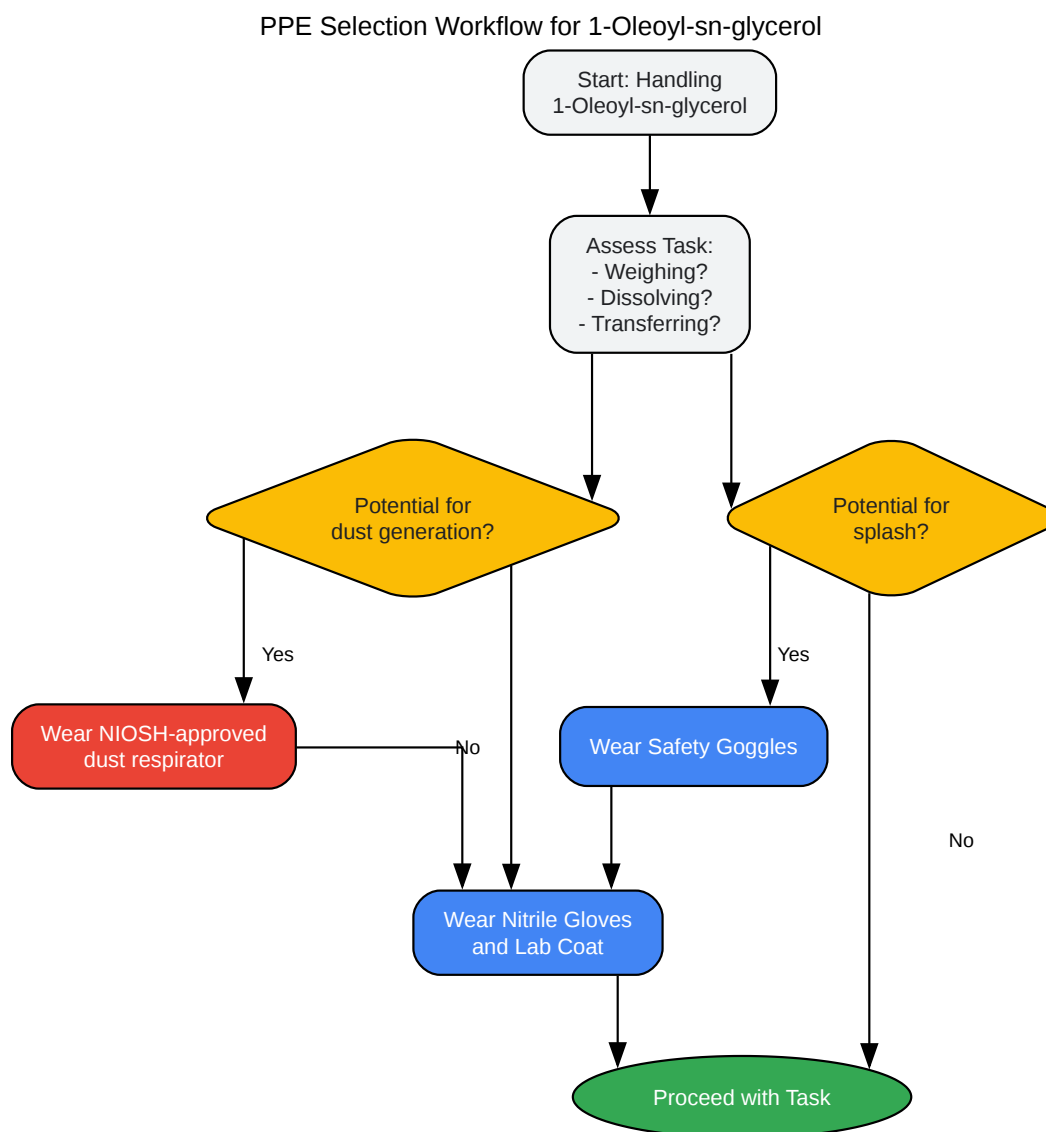 PPE Selection Workflow for 1-Oleoyl-sn-glycerol
Start: Handling
1-Oleoyl-sn-glycerol
Assess Task:
- Weighing?
- Dissolving?
- Transferring?
Potential for
dust generation?
Potential for
splash?
Yes
Yes
Wear NIOSH-approved
dust respirator
No
Wear Safety Goggles
No
Wear Nitrile Gloves
and Lab Coat
Proceed with Task